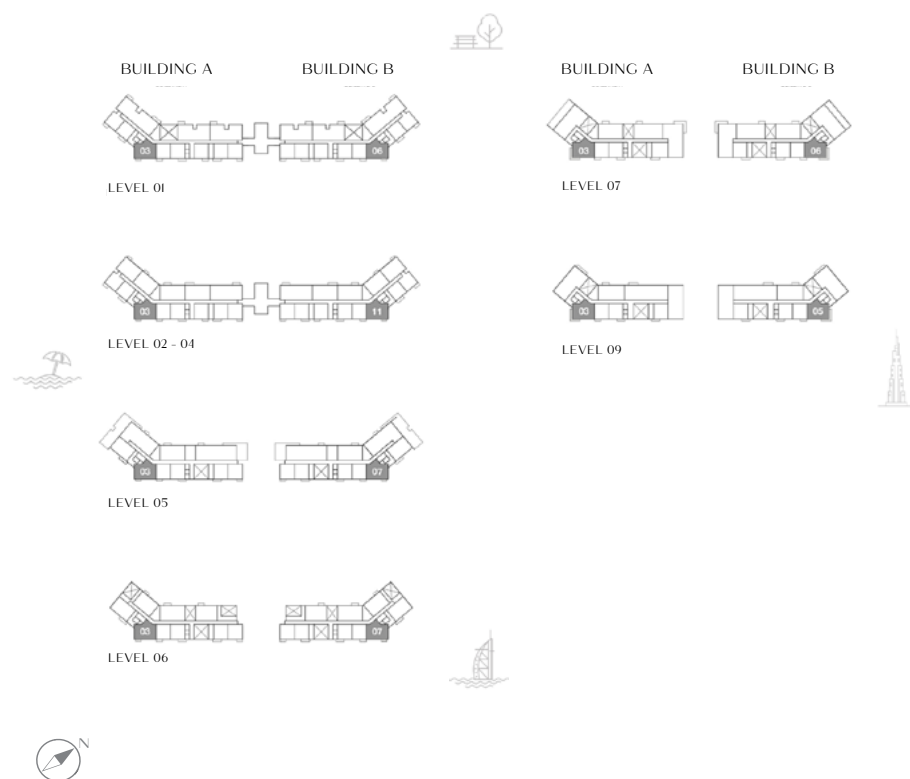 BUILDING A BUILDING B
03 06
LEVEL 01
03 11
LEVEL 02 - 04
03 07
LEVEL 05
03 07
LEVEL 06
BUILDING A BUILDING B
03 06
LEVEL 07
03 05
LEVEL 09
N